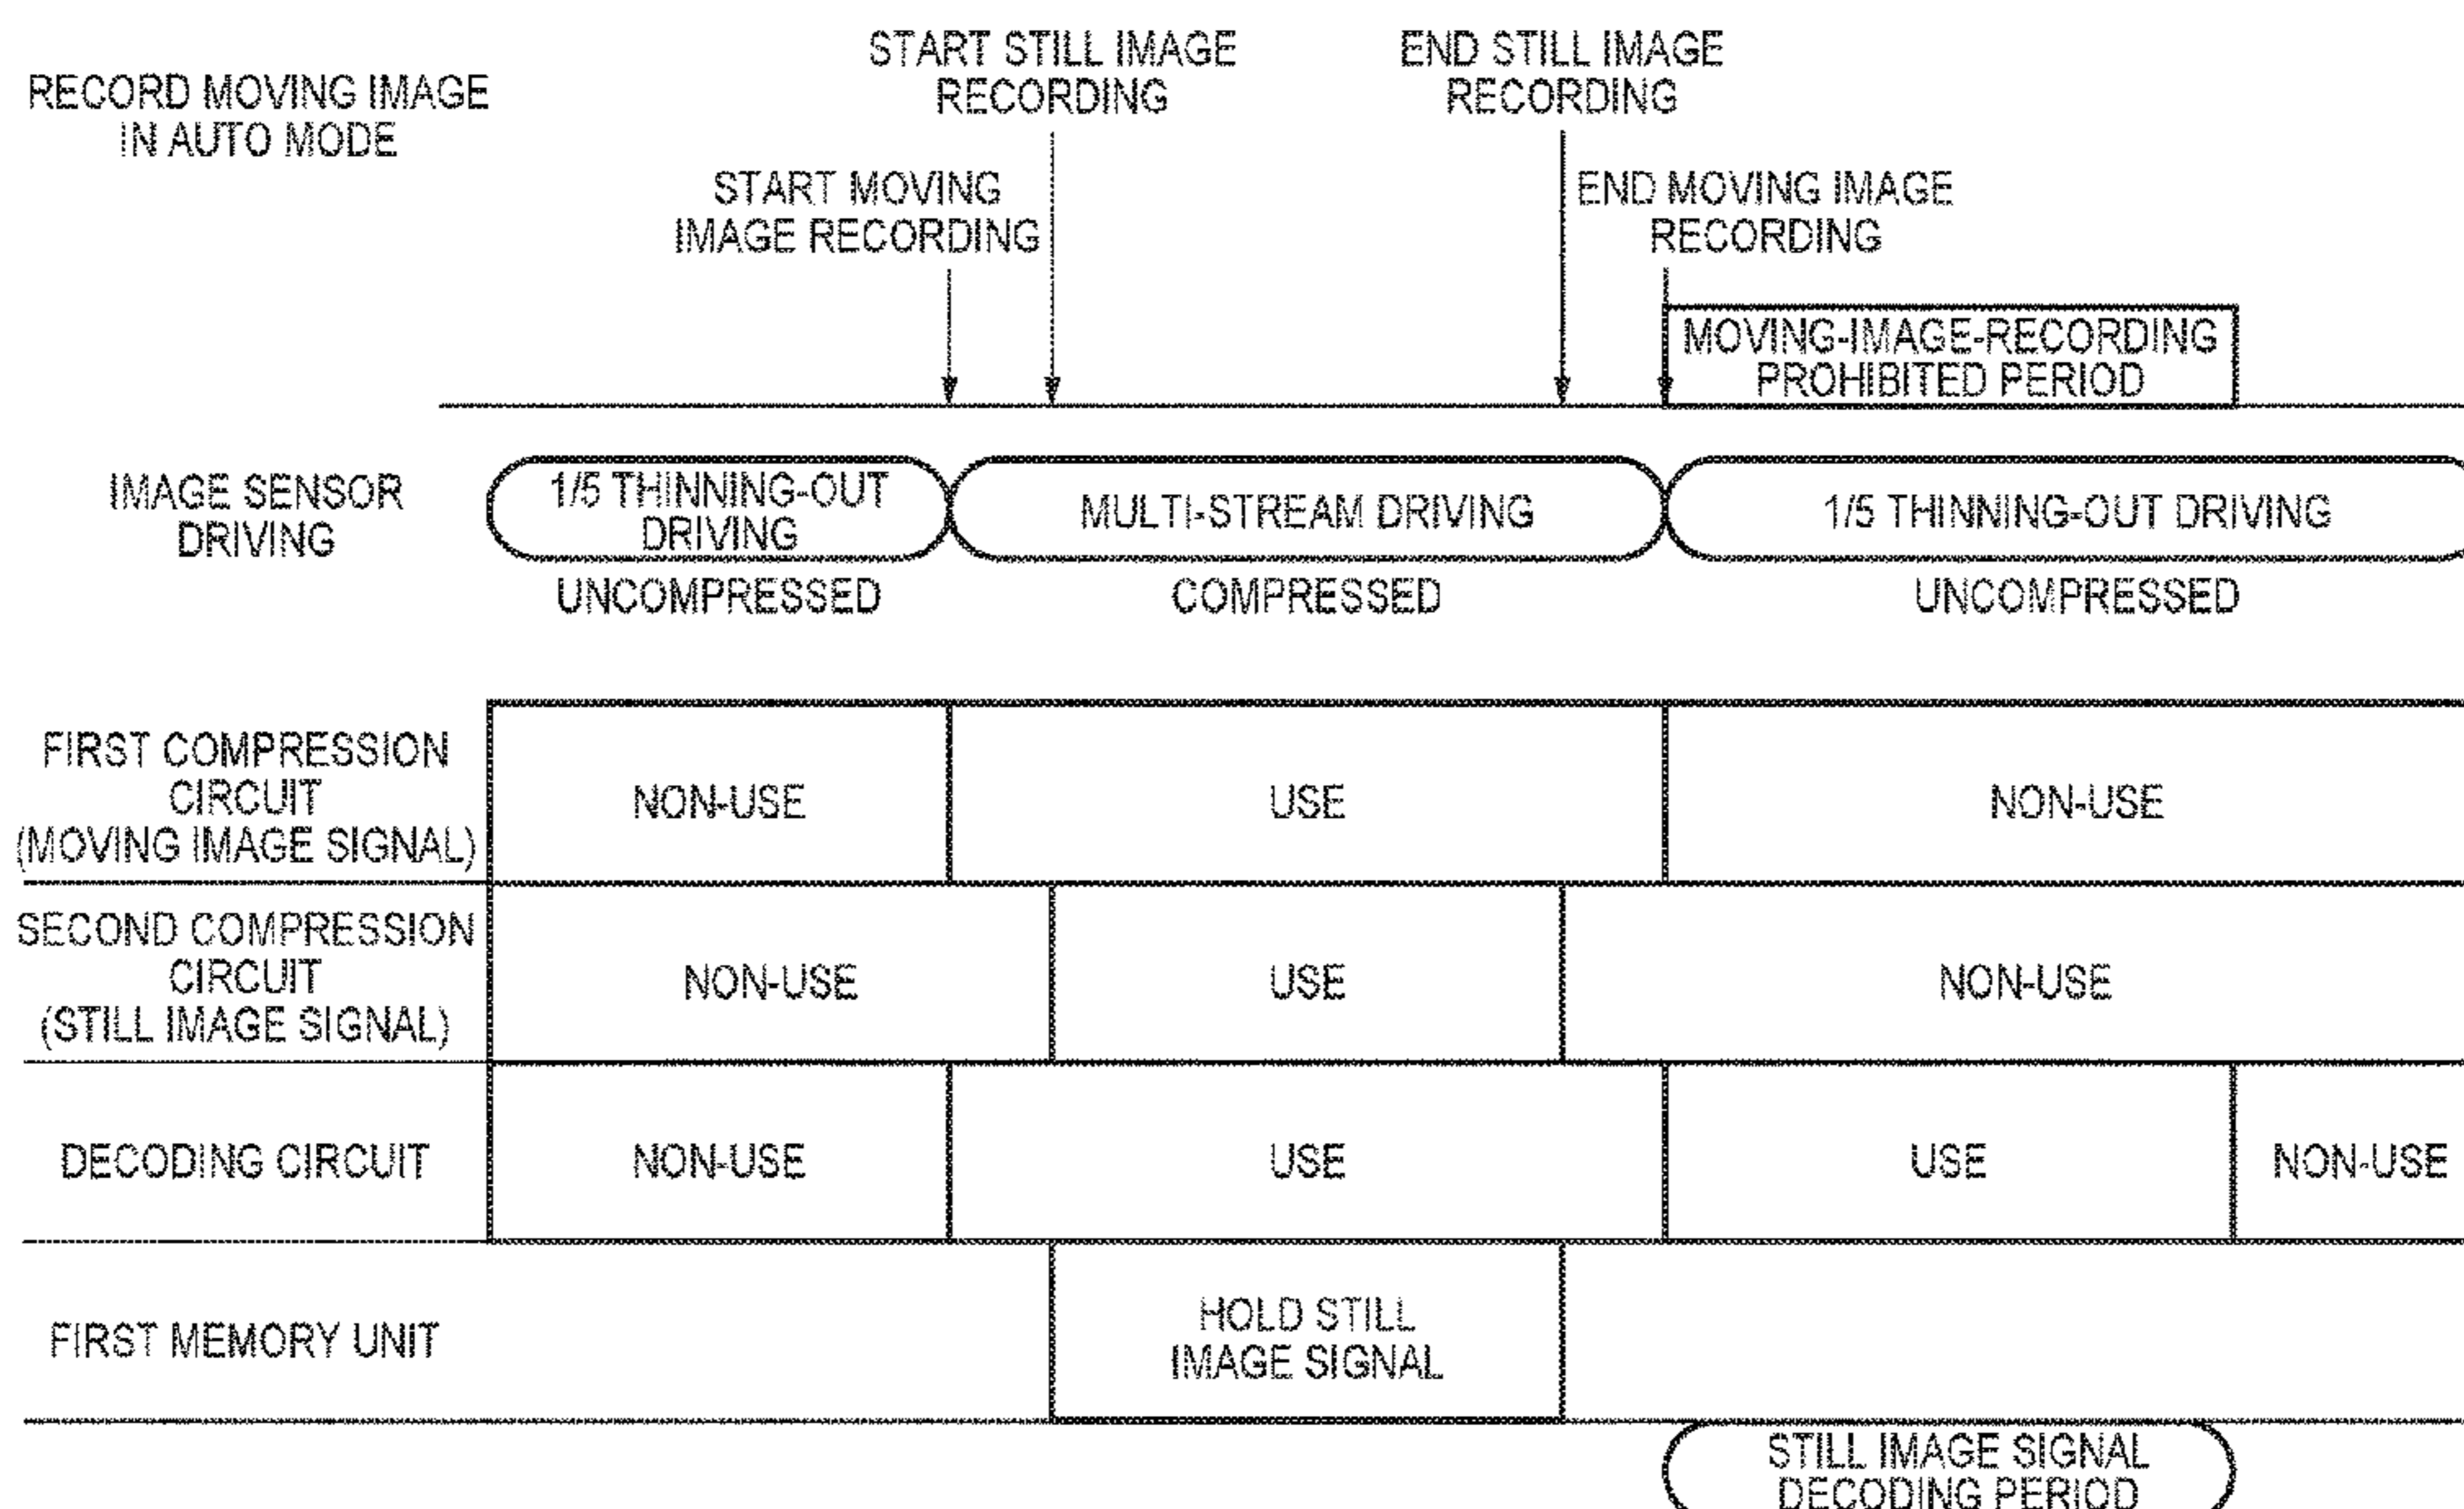 RECORD MOVING IMAGE
IN AUTO MODE
START STILL IMAGE
RECORDING
END STILL IMAGE
RECORDING
START MOVING
IMAGE RECORDING
END MOVING IMAGE
RECORDING
MOVING-IMAGE-RECORDING
PROHIBITED PERIOD
IMAGE SENSOR
DRIVING
1/5 THINNING-OUT
DRIVING
MULTI-STREAM DRIVING
1/5 THINNING-OUT DRIVING
UNCOMPRESSED
COMPRESSED
UNCOMPRESSED
FIRST COMPRESSION
CIRCUIT
(MOVING IMAGE SIGNAL)
NON-USE
USE
NON-USE
SECOND COMPRESSION
CIRCUIT
(STILL IMAGE SIGNAL)
NON-USE
USE
NON-USE
DECODING CIRCUIT
NON-USE
USE
USE
NON-USE
FIRST MEMORY UNIT
HOLD STILL
IMAGE SIGNAL
STILL IMAGE SIGNAL
DECODING PERIOD